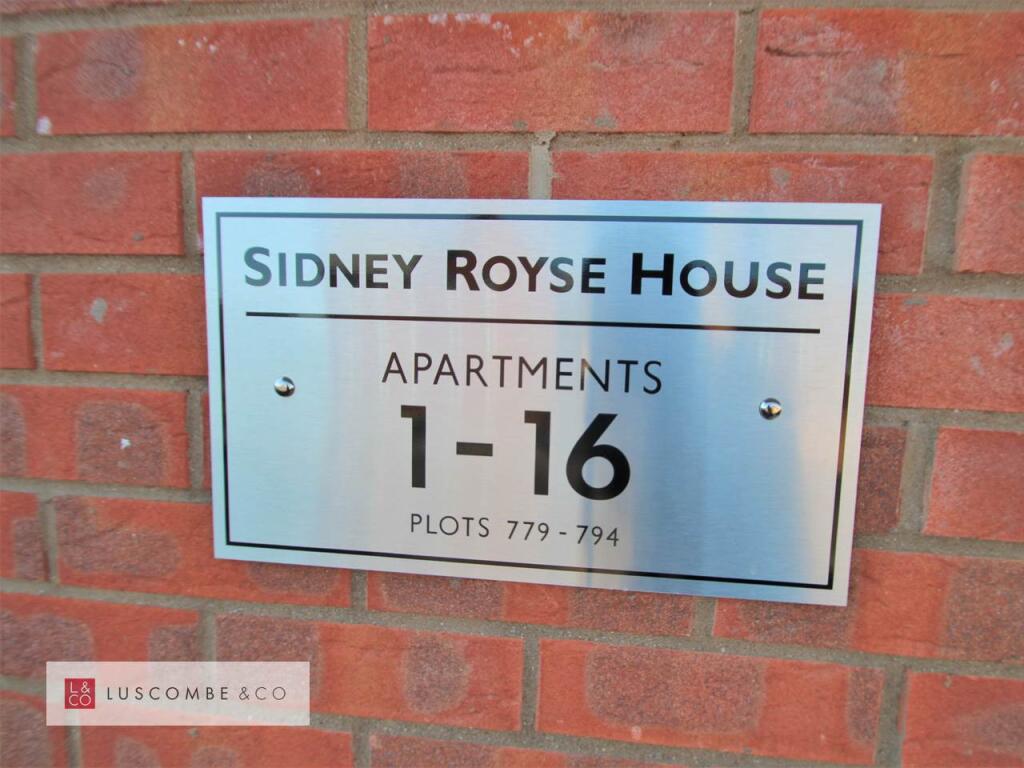 SIDNEY ROYSE HOUSE
APARTMENTS
1-16
PLOTS 779-794
L&
CO
LUSCOMBE &CO